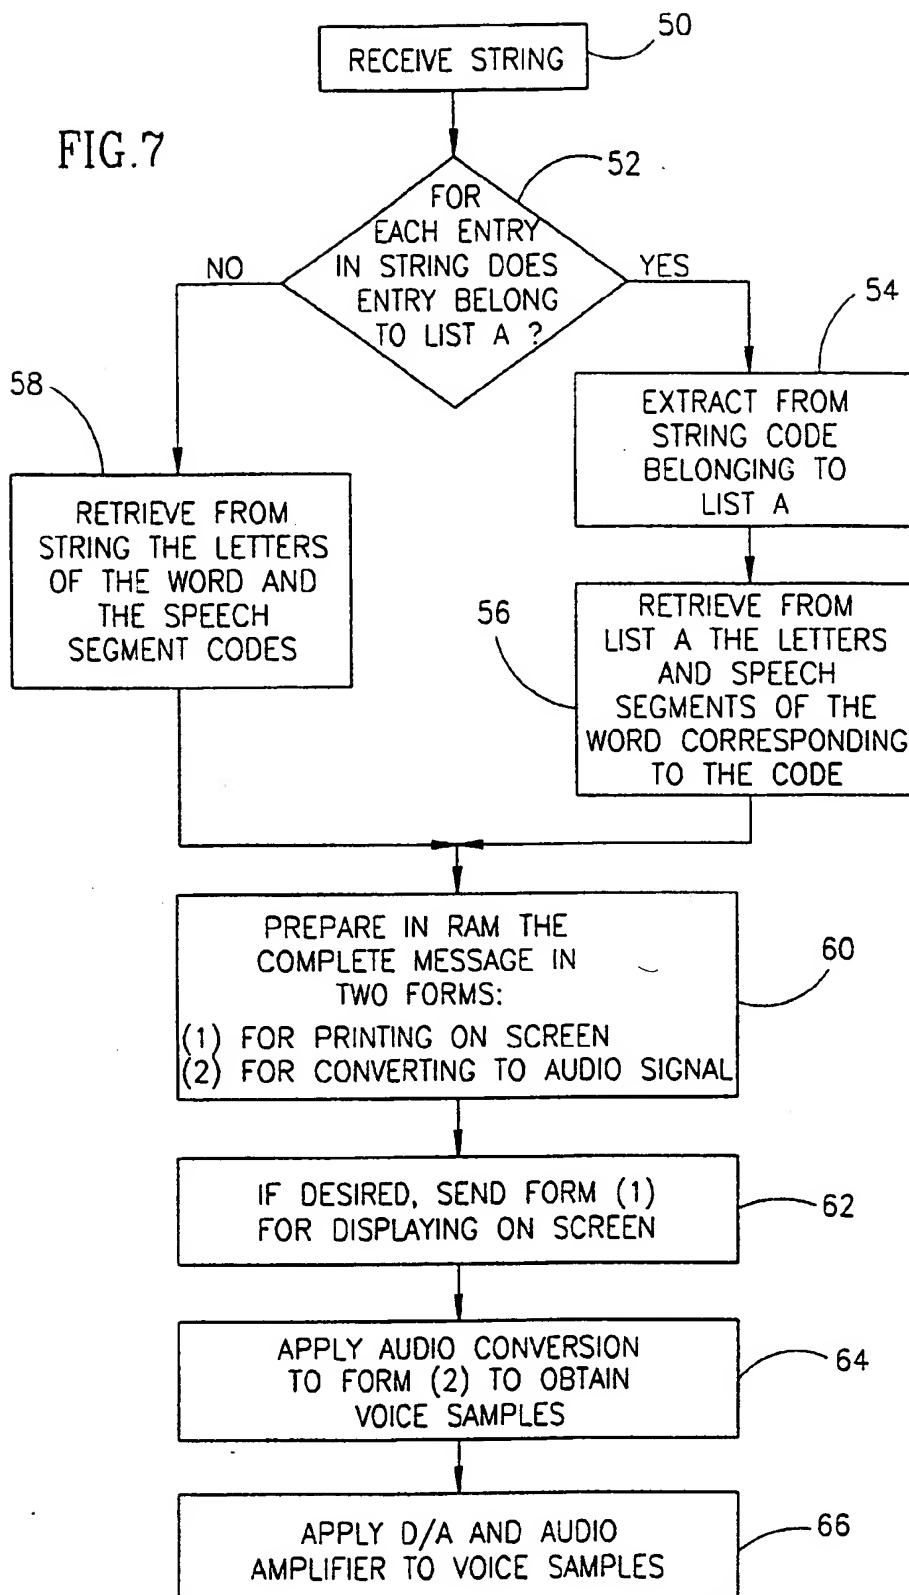 50
RECEIVE STRING
FIG.7
52
FOR
EACH ENTRY
IN STRING DOES
ENTRY BELONG
TO LIST A ?
NO
YES
54
EXTRACT FROM
STRING CODE
BELONGING TO
LIST A
58
RETRIEVE FROM
STRING THE LETTERS
OF THE WORD AND
THE SPEECH
SEGMENT CODES
56
RETRIEVE FROM
LIST A THE LETTERS
AND SPEECH
SEGMENTS OF THE
WORD CORRESPONDING
TO THE CODE
PREPARE IN RAM THE
COMPLETE MESSAGE IN
TWO FORMS:
(1) FOR PRINTING ON SCREEN
(2) FOR CONVERTING TO AUDIO SIGNAL
60
IF DESIRED, SEND FORM (1)
FOR DISPLAYING ON SCREEN
62
APPLY AUDIO CONVERSION
TO FORM (2) TO OBTAIN
VOICE SAMPLES
64
APPLY D/A AND AUDIO
AMPLIFIER TO VOICE SAMPLES
66